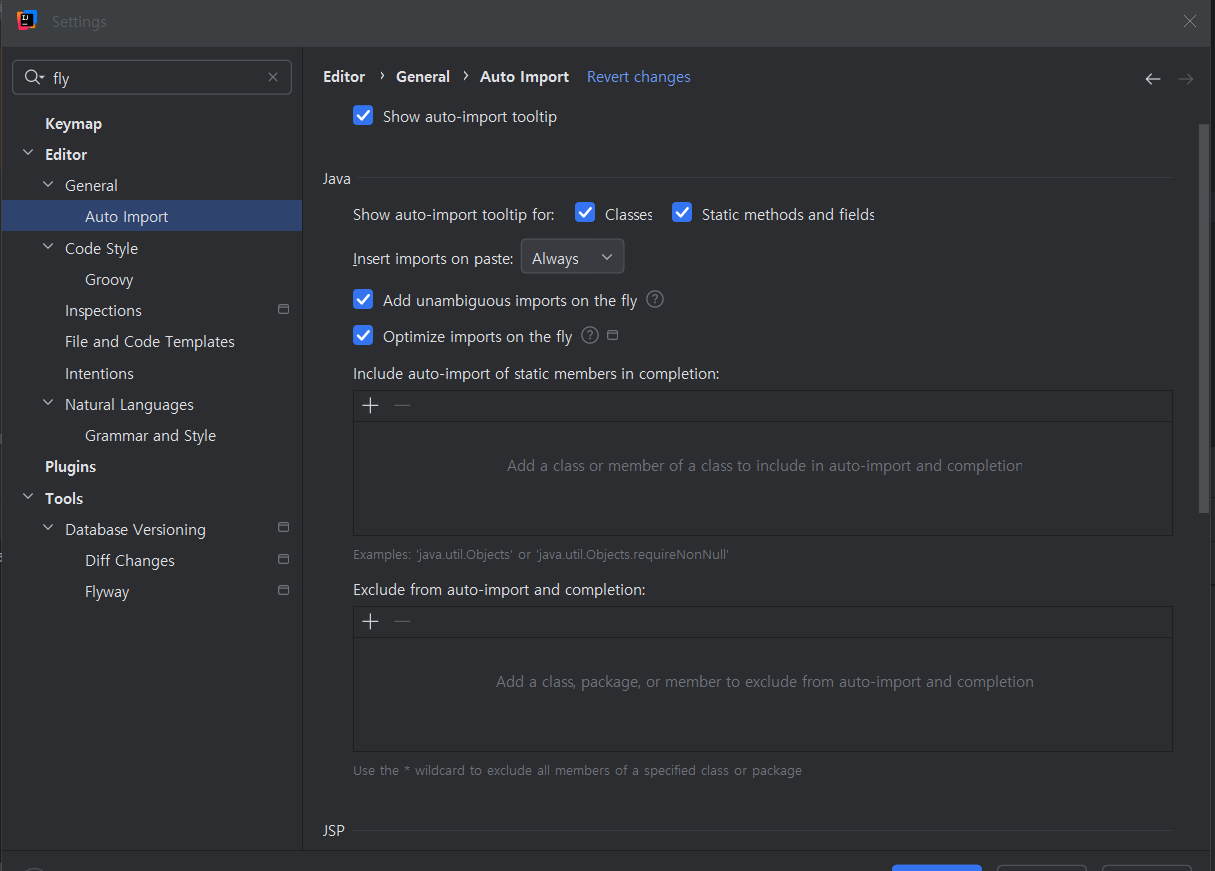 Settings
fly
Keymap
Editor
General
Auto Import
Code Style
Groovy
Inspections
File and Code Templates
Intentions
Natural Languages
Grammar and Style
Plugins
Tools
Database Versioning
Diff Changes
Flyway
Editor › General › Auto Import Revert changes
Show auto-import tooltip
Java
Show auto-import tooltip for: Classes Static methods and fields
Insert imports on paste: Always
Add unambiguous imports on the fly ?
Optimize imports on the fly ?
Include auto-import of static members in completion:
Add a class or member of a class to include in auto-import and completion
Examples: 'java.util.Objects' or 'java.util.Objects.requireNonNull'
Exclude from auto-import and completion:
Add a class, package, or member to exclude from auto-import and completion
Use the * wildcard to exclude all members of a specified class or package
JSP